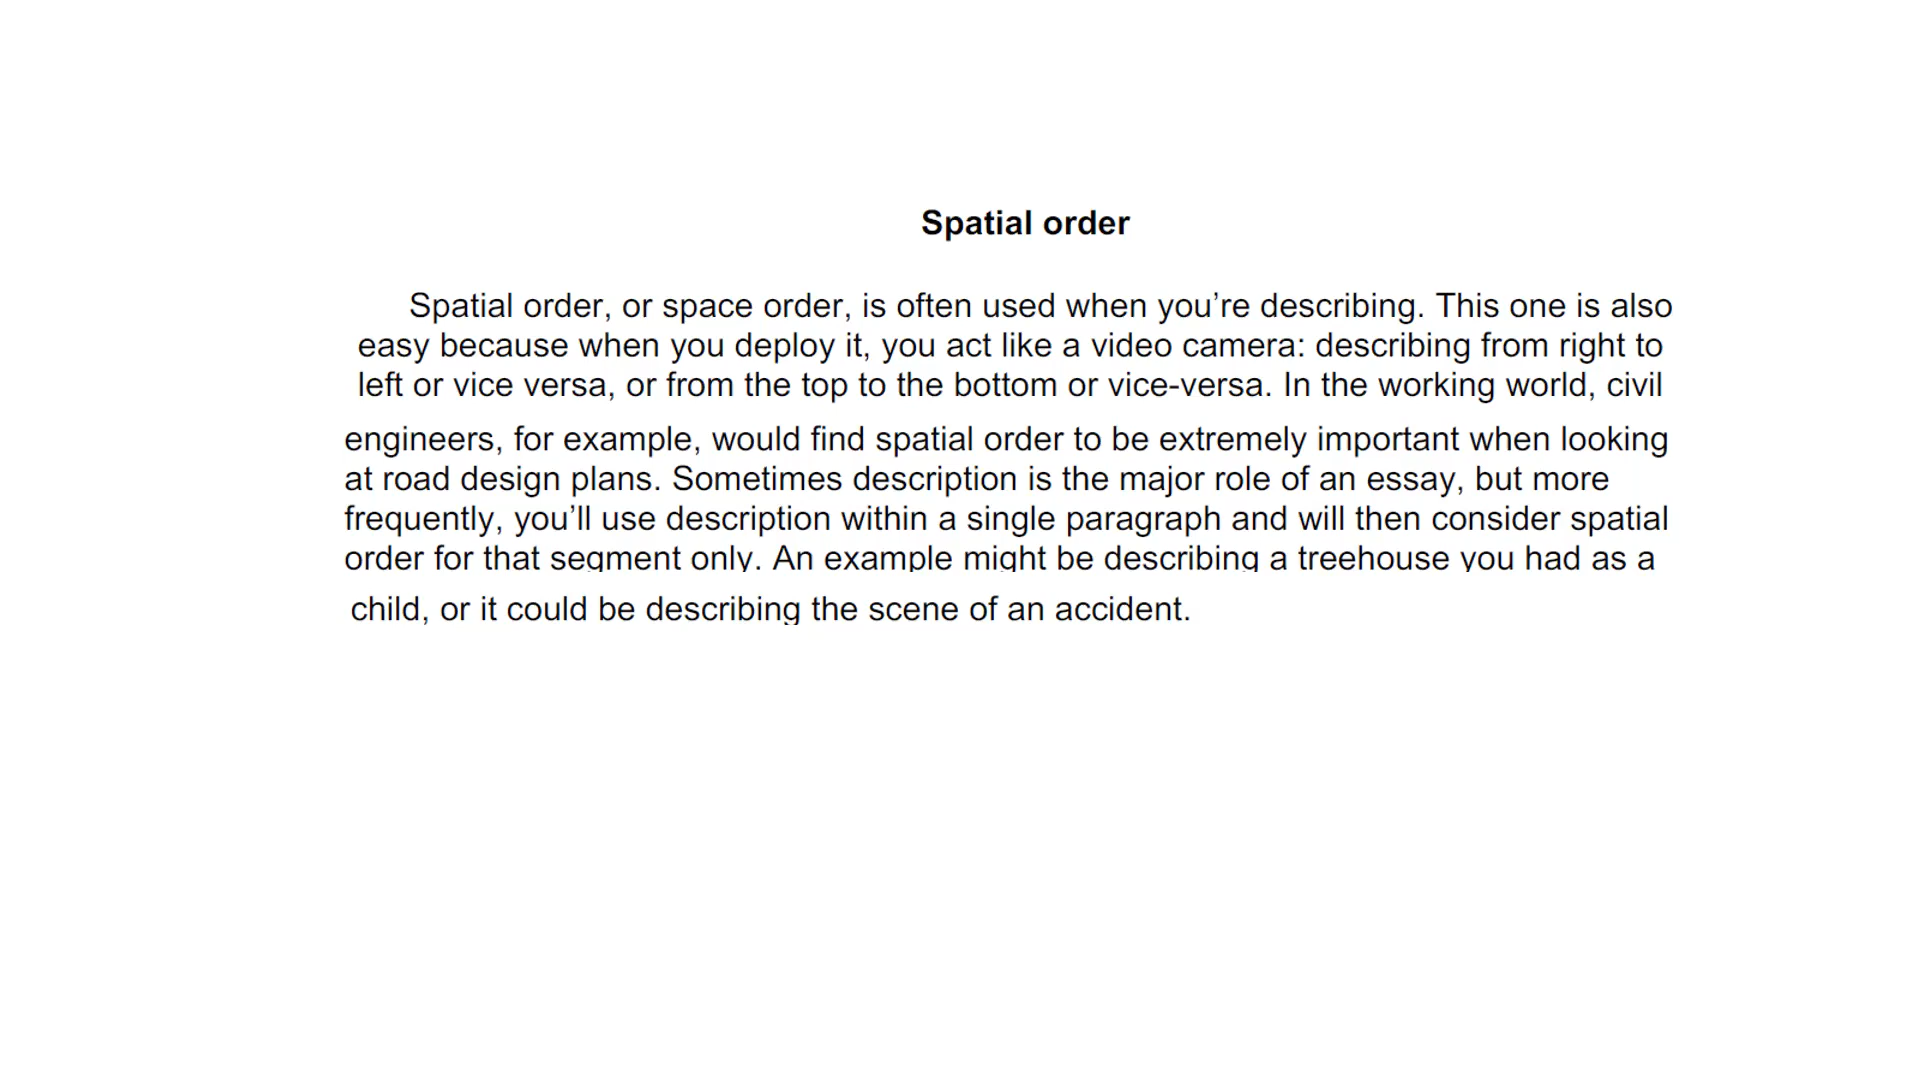 Spatial order
Spatial order, or space order, is often used when you’re describing. This one is also
easy because when you deploy it, you act like a video camera: describing from right to
left or vice versa, or from the top to the bottom or vice-versa. In the working world, civil
engineers, for example, would find spatial order to be extremely important when looking
at road design plans. Sometimes description is the major role of an essay, but more
frequently, you’ll use description within a single paragraph and will then consider spatial
order for that segment only. An example might be describing a treehouse you had as a
child, or it could be describing the scene of an accident.